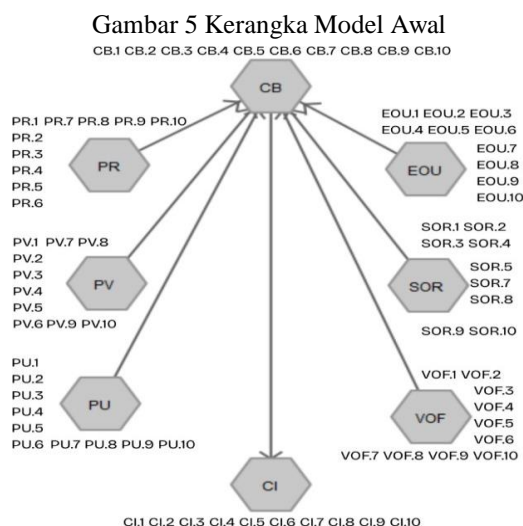 Gambar 5 Kerangka Model Awal
CB.1 CB.2 CB.3 CB.4 CB.5 CB.6 CB.7 CB.8 CB.9 CB.10
CB
PR.1 PR.7 PR.8 PR.9 PR.10
PR.2
PR.3
PR.4
PR.5
PR.6
PR
EOU.1 EOU.2 EOU.3
EOU.4 EOU.5 EOU.6
EOU.7
EOU.8
EOU.9
EOU.10
EOU
PV.1 PV.7 PV.8
PV.2
PV.3
PV.4
PV.5
PV.6 PV.9 PV.10
PV
SOR.1 SOR.2
SOR.3 SOR.4
SOR.5
SOR.7
SOR.8
SOR.9 SOR.10
SOR
PU.1
PU.2
PU.3
PU.4
PU.5
PU.6 PU.7 PU.8 PU.9 PU.10
PU
VOF.1 VOF.2
VOF.3
VOF.4
VOF.5
VOF.6
VOF.7 VOF.8 VOF.9 VOF.10
VOF
CI
CI.1 CI.2 CI.3 CI.4 CI.5 CI.6 CI.7 CI.8 CI.9 CI.10